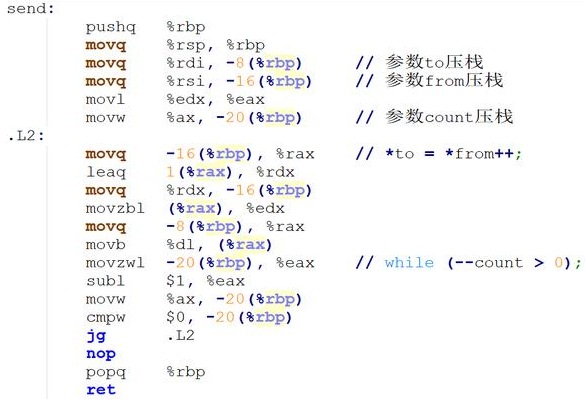 send:
pushq %rbp
movq %rsp, %rbp
movq %rdi, -8(%rbp) // 参数to压栈
movq %rsi, -16(%rbp) // 参数from压栈
movl %edx, %eax
movw %ax, -20(%rbp) // 参数count压栈
.L2:
movq -16(%rbp), %rax // *to = *from++;
leaq 1(%rax), %rdx
movq %rdx, -16(%rbp)
movzbl (%rax), %edx
movq -8(%rbp), %rax
movb %dl, (%rax)
movzwl -20(%rbp), %eax // while (--count > 0);
subl $1, %eax
movw %ax, -20(%rbp)
cmpw $0, -20(%rbp)
jg .L2
nop
popq %rbp
ret